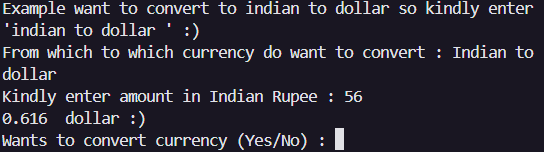 Example want to convert to indian to dollar so kindly enter
'indian to dollar ' :)
From which to which currency do want to convert : Indian to
dollar
Kindly enter amount in Indian Rupee : 56
0.616  dollar :)
Wants to convert currency (Yes/No) :